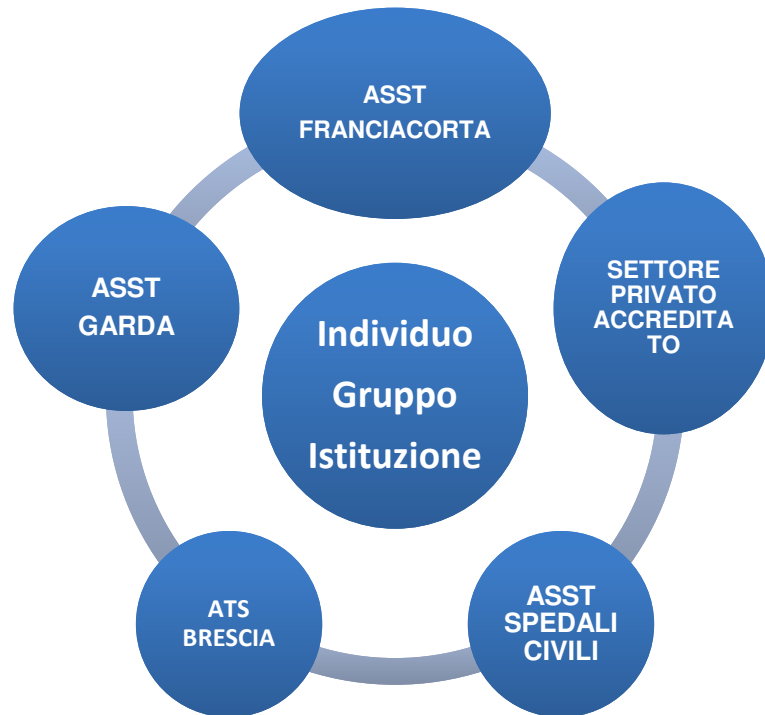 ASST
FRANCIACORTA
SETTORE
PRIVATO
ACCREDITA
TO
ASST
GARDA
Individuo
Gruppo
Istituzione
ATS
BRESCIA
ASST
SPEDALI
CIVILI